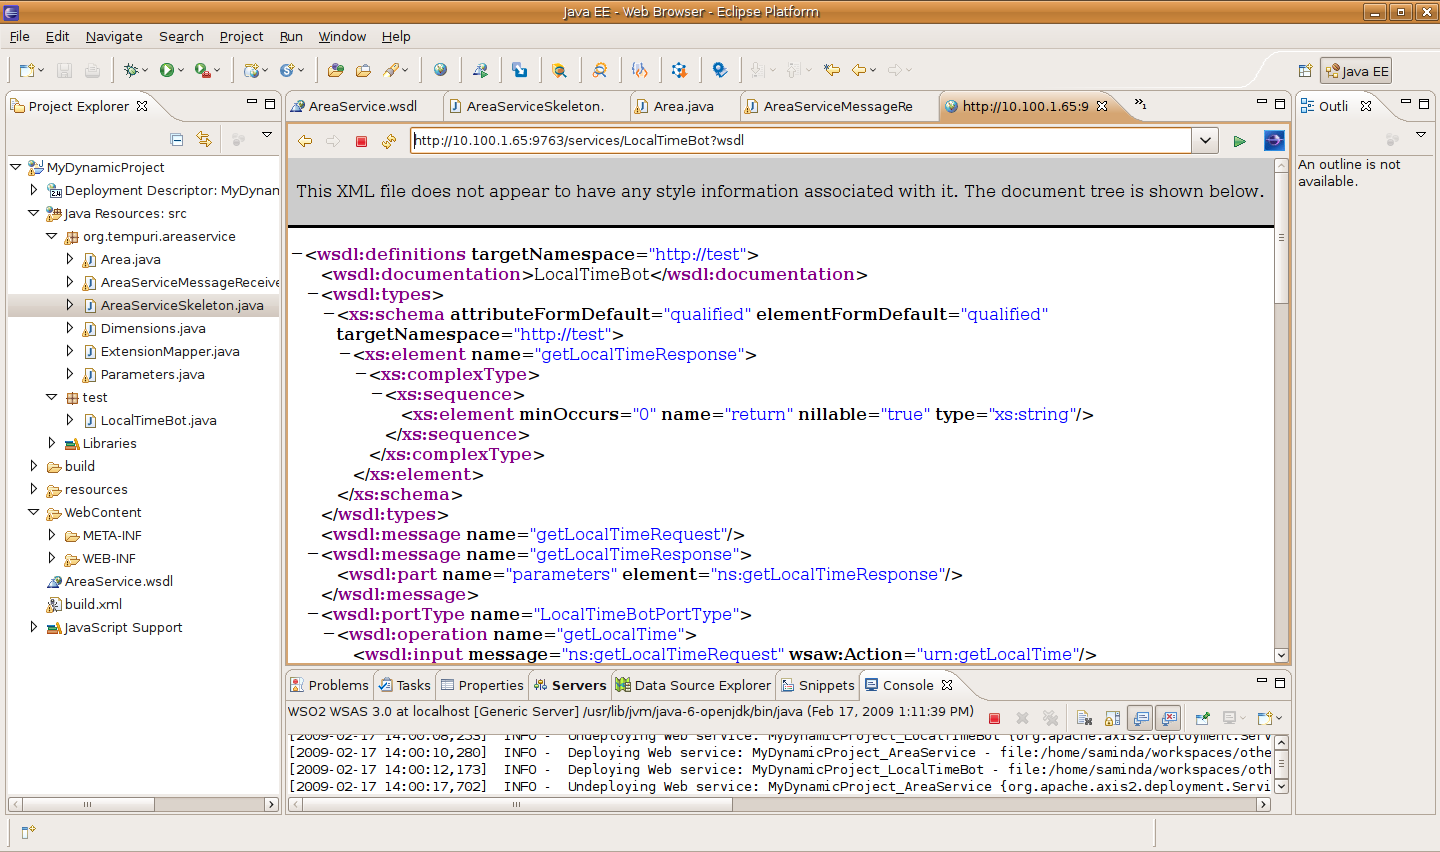 Java EE - Web Browser - Eclipse Platform
File Edit Navigate Search Project Run Window Help
Java EE
Project Explorer
MyDynamicProject
Deployment Descriptor: MyDynan
Java Resources: src
org.tempuri.areaservice
Area.java
AreaServiceMessageReceive
AreaServiceSkeleton.java
Dimensions.java
ExtensionMapper.java
Parameters.java
test
LocalTimeBot.java
Libraries
build
resources
WebContent
META-INF
WEB-INF
AreaService.wsdl
build.xml
JavaScript Support
AreaService.wsdl AreaServiceSkeleton. Area.java AreaServiceMessageRe http://10.100.1.65:9 »1
http://10.100.1.65:9763/services/LocalTimeBot?wsdl
This XML file does not appear to have any style information associated with it. The document tree is shown below.
−<wsdl:definitions targetNamespace="http://test">
<wsdl:documentation>LocalTimeBot</wsdl:documentation>
−<wsdl:types>
−<xs:schema attributeFormDefault="qualified" elementFormDefault="qualified"
targetNamespace="http://test">
−<xs:element name="getLocalTimeResponse">
−<xs:complexType>
−<xs:sequence>
<xs:element minOccurs="0" name="return" nillable="true" type="xs:string"/>
</xs:sequence>
</xs:complexType>
</xs:element>
</xs:schema>
</wsdl:types>
<wsdl:message name="getLocalTimeRequest"/>
−<wsdl:message name="getLocalTimeResponse">
<wsdl:part name="parameters" element="ns:getLocalTimeResponse"/>
</wsdl:message>
−<wsdl:portType name="LocalTimeBotPortType">
−<wsdl:operation name="getLocalTime">
<wsdl:input message="ns:getLocalTimeRequest" wsaw:Action="urn:getLocalTime"/>
Outli
An outline is not
available.
Problems Tasks Properties Servers Data Source Explorer Snippets Console
WSO2 WSAS 3.0 at localhost [Generic Server] /usr/lib/jvm/java-6-openjdk/bin/java (Feb 17, 2009 1:11:39 PM)
[2009-02-17 14:00:08,253] INFO - Undeploying Web service: MyDynamicProject_LocalTimeBot {org.apache.axis2.deployment.Serv
[2009-02-17 14:00:10,280] INFO - Deploying Web service: MyDynamicProject_AreaService - file:/home/saminda/workspaces/othe
[2009-02-17 14:00:12,173] INFO - Deploying Web service: MyDynamicProject_LocalTimeBot - file:/home/saminda/workspaces/oth
[2009-02-17 14:00:17,702] INFO - Undeploying Web service: MyDynamicProject_AreaService {org.apache.axis2.deployment.Servi